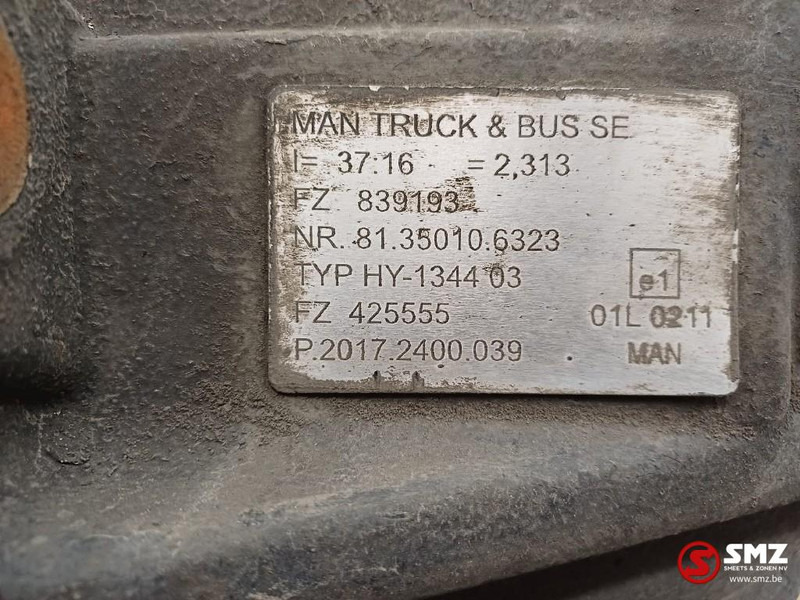 MAN TRUCK & BUS SE
I= 37:16 = 2,313
FZ 839193
NR. 81.35010.6323
TYP HY-1344 03
e1
FZ 425555
01L 0211
P.2017.2400.039
MAN
SMZ
SMEETS & ZONEN NV
www.smz.be